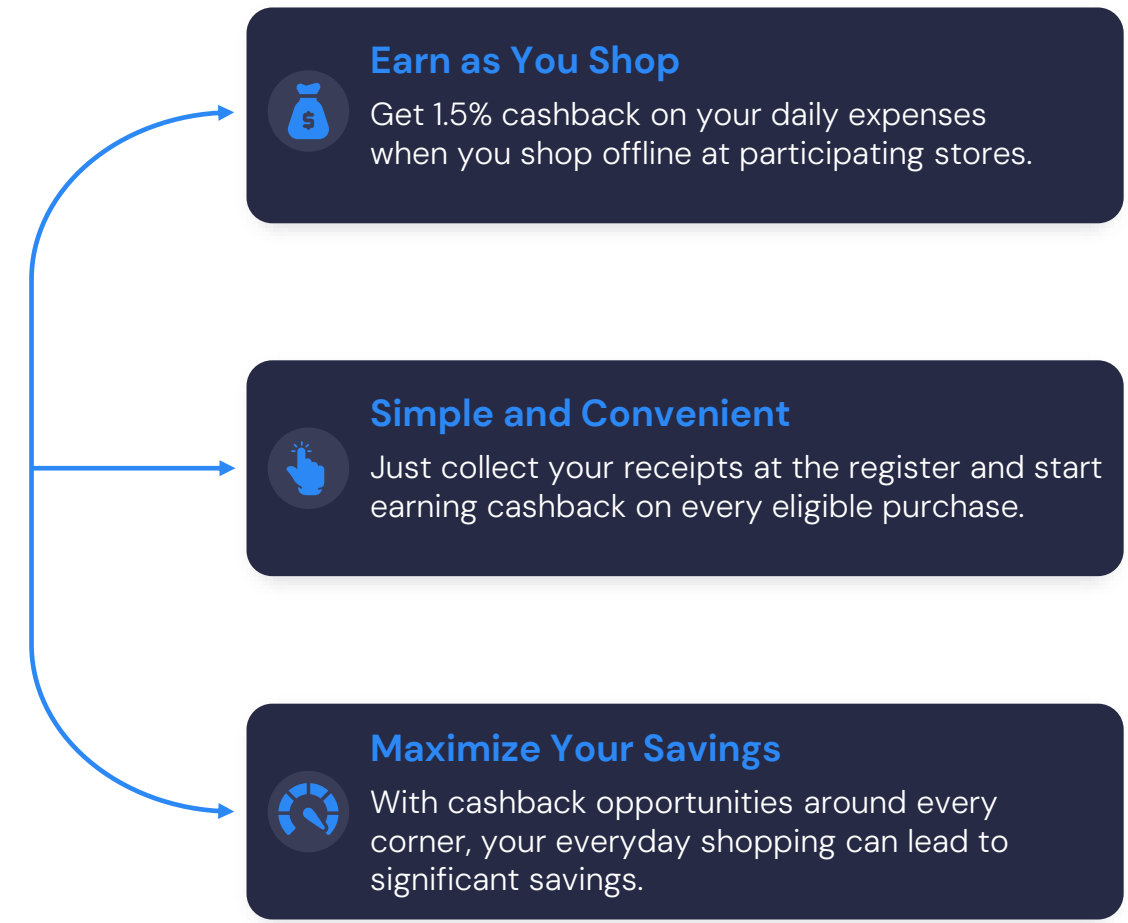 Earn as You Shop
Get 1.5% cashback on your daily expenses
when you shop offline at participating stores.
$
Simple and Convenient
Just collect your receipts at the register and start
earning cashback on every eligible purchase.
Maximize Your Savings
With cashback opportunities around every
corner, your everyday shopping can lead to
significant savings.